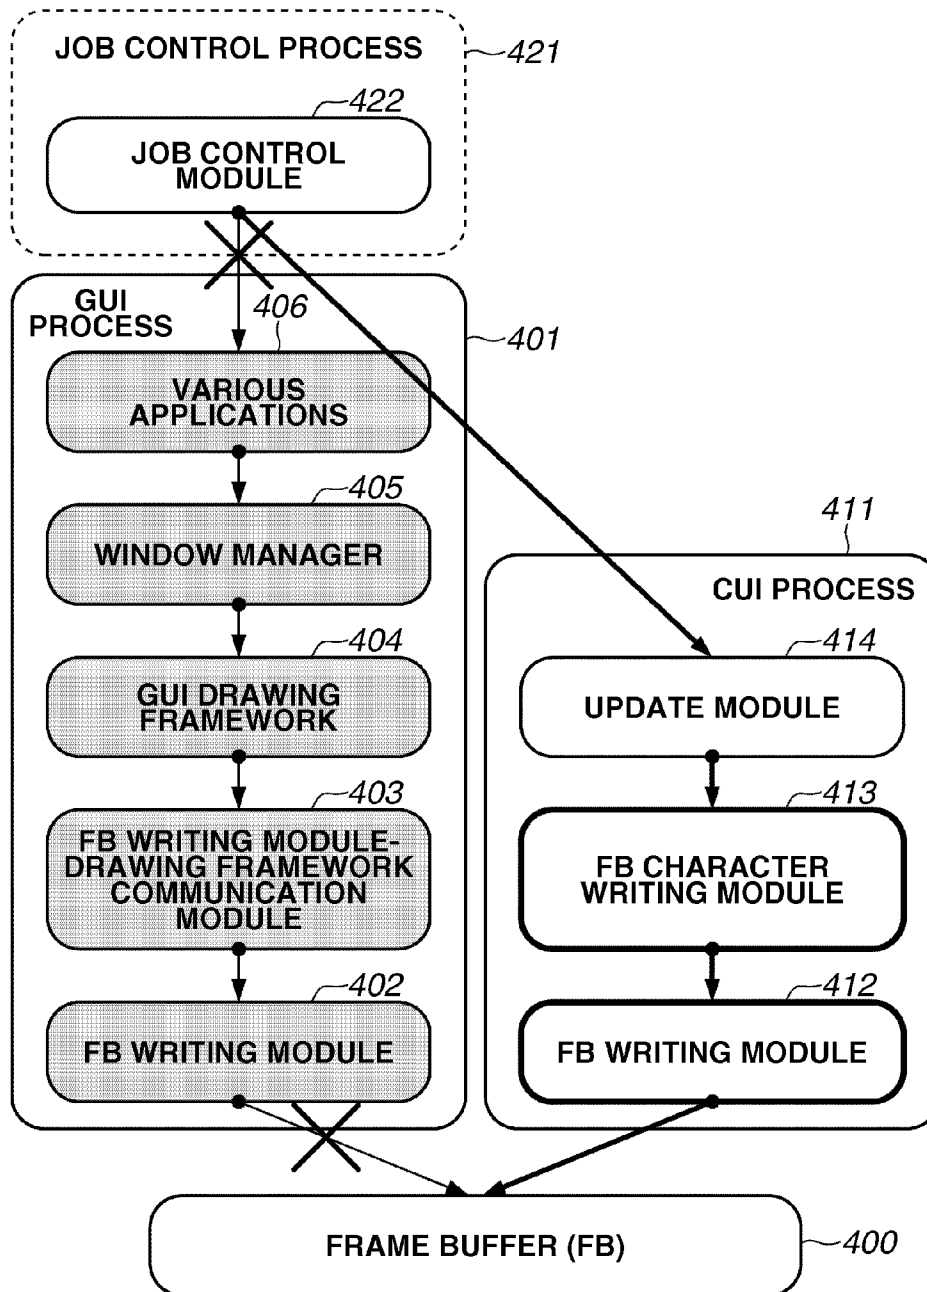 JOB CONTROL PROCESS
421
422
JOB CONTROL
MODULE
GUI
PROCESS
406
401
VARIOUS
APPLICATIONS
405
WINDOW MANAGER
411
CUI PROCESS
404
GUI DRAWING
FRAMEWORK
414
UPDATE MODULE
403
FB WRITING MODULE-
DRAWING FRAMEWORK
COMMUNICATION
MODULE
413
FB CHARACTER
WRITING MODULE
402
FB WRITING MODULE
412
FB WRITING MODULE
FRAME BUFFER (FB)
400